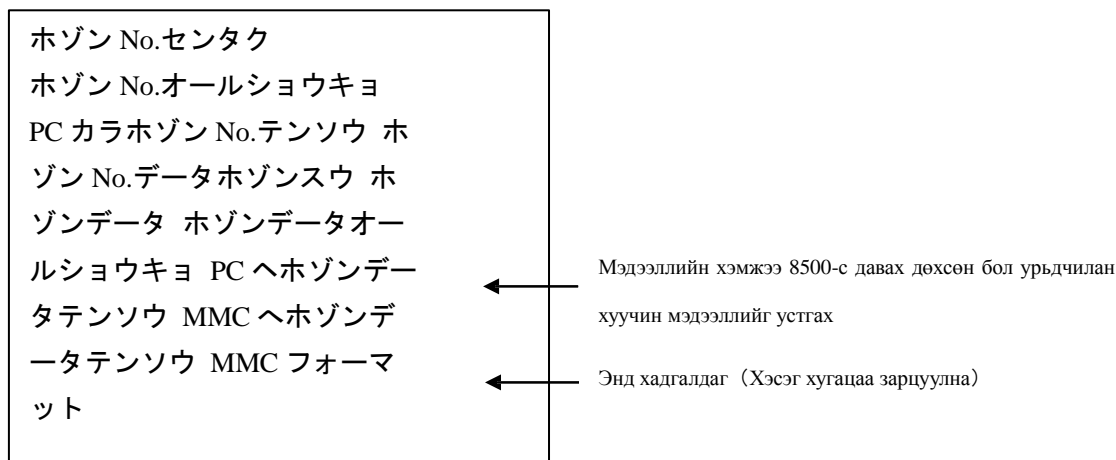 ホゾン No.センタク
ホゾン No.オールショウキョ
PC カラホゾン No.テンソウ ホ
ゾン No.データホゾンスウ ホ
ゾンデータ ホゾンデータオー
ルショウキョ PC ヘホゾンデー
タテンソウ MMC ヘホゾンデ
ータテンソウ MMC フォーマ
ット
Мэдээллийн хэмжээ 8500-с давах дөхсөн бол урьдчилан
хуучин мэдээллийг устгах
Энд хадгалдаг（Хэсэг хугацаа зарцуулна）